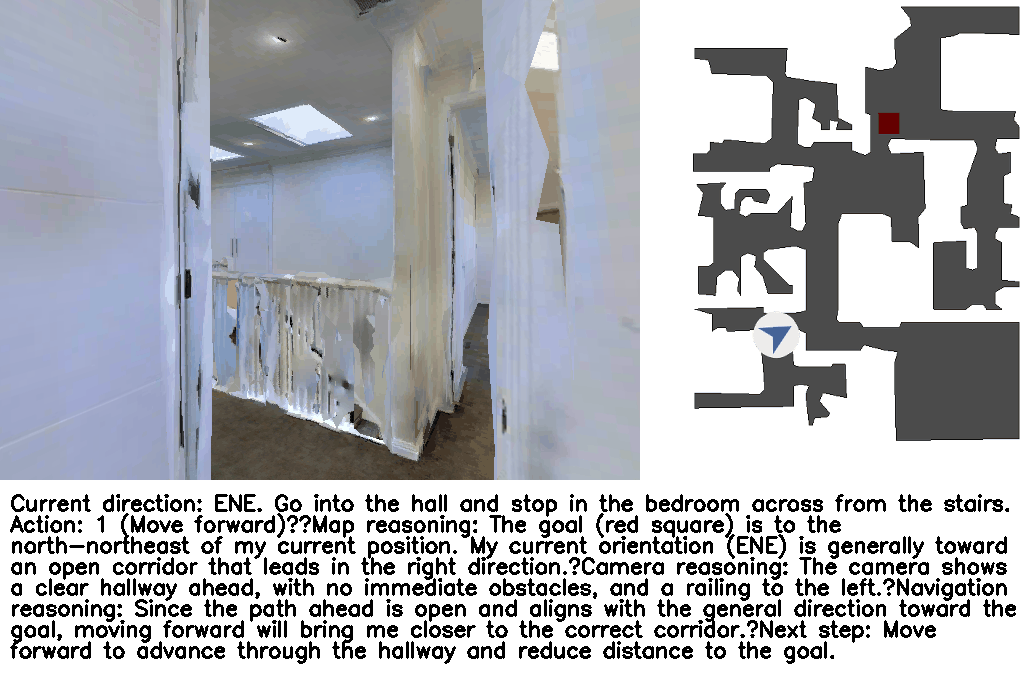 Current direction: ENE. Go into the hall and stop in the bedroom across from the stairs.
Action: 1 (Move forward)??Map reasoning: The goal (red square) is to the
north-northeast of my current position. My current orientation (ENE) is generally toward
an open corridor that leads in the right direction.?Camera reasoning: The camera shows
a clear hallway ahead, with no immediate obstacles, and a railing to the left.?Navigation
reasoning: Since the path ahead is open and aligns with the general direction toward the
goal, moving forward will bring me closer to the correct corridor.?Next step: Move
forward to advance through the hallway and reduce distance to the goal.